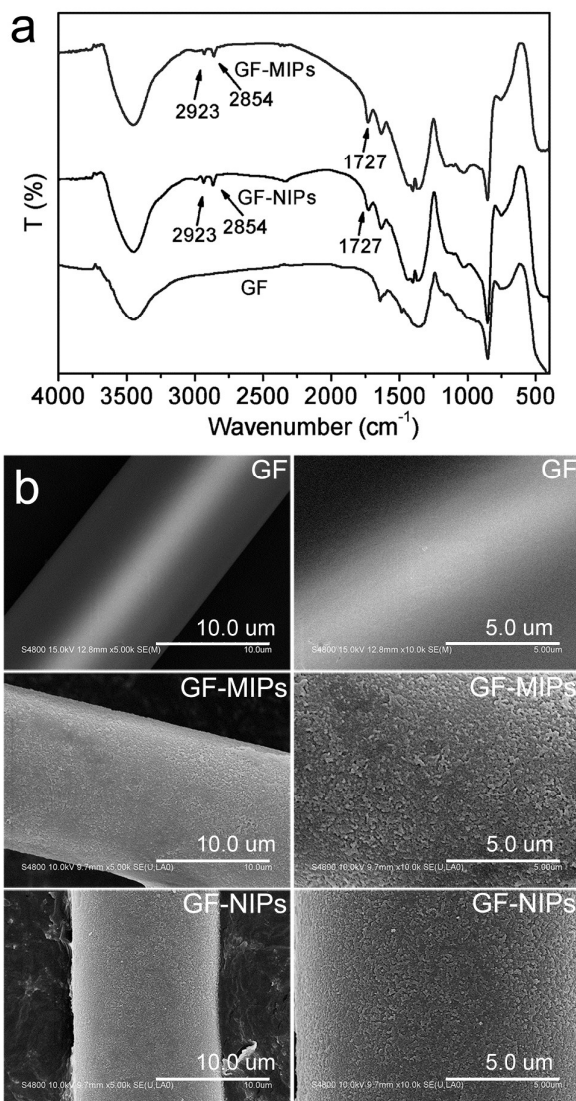 a
GF-MIPs
2923
2854
1727
GF-NIPs
2923
2854
1727
GF
T (%)
4000 3500 3000 2500 2000 1500 1000 500
Wavenumber (cm⁻¹)
b
GF
10.0 um
S4800 15.0kV 12.8mm x5.00k SE(M)
10.0um
GF
5.0 um
S4800 15.0kV 12.8mm x10.0k SE(M)
5.00um
GF-MIPs
10.0 um
S4800 10.0kV 9.7mm x5.00k SE(U,LA0)
10.0um
GF-MIPs
5.0 um
S4800 10.0kV 9.7mm x10.0k SE(U,LA0)
5.00um
GF-NIPs
10.0 um
S4800 10.0kV 9.7mm x5.00k SE(U,LA0)
10.0um
GF-NIPs
5.0 um
S4800 10.0kV 9.7mm x10.0k SE(U,LA0)
5.00um